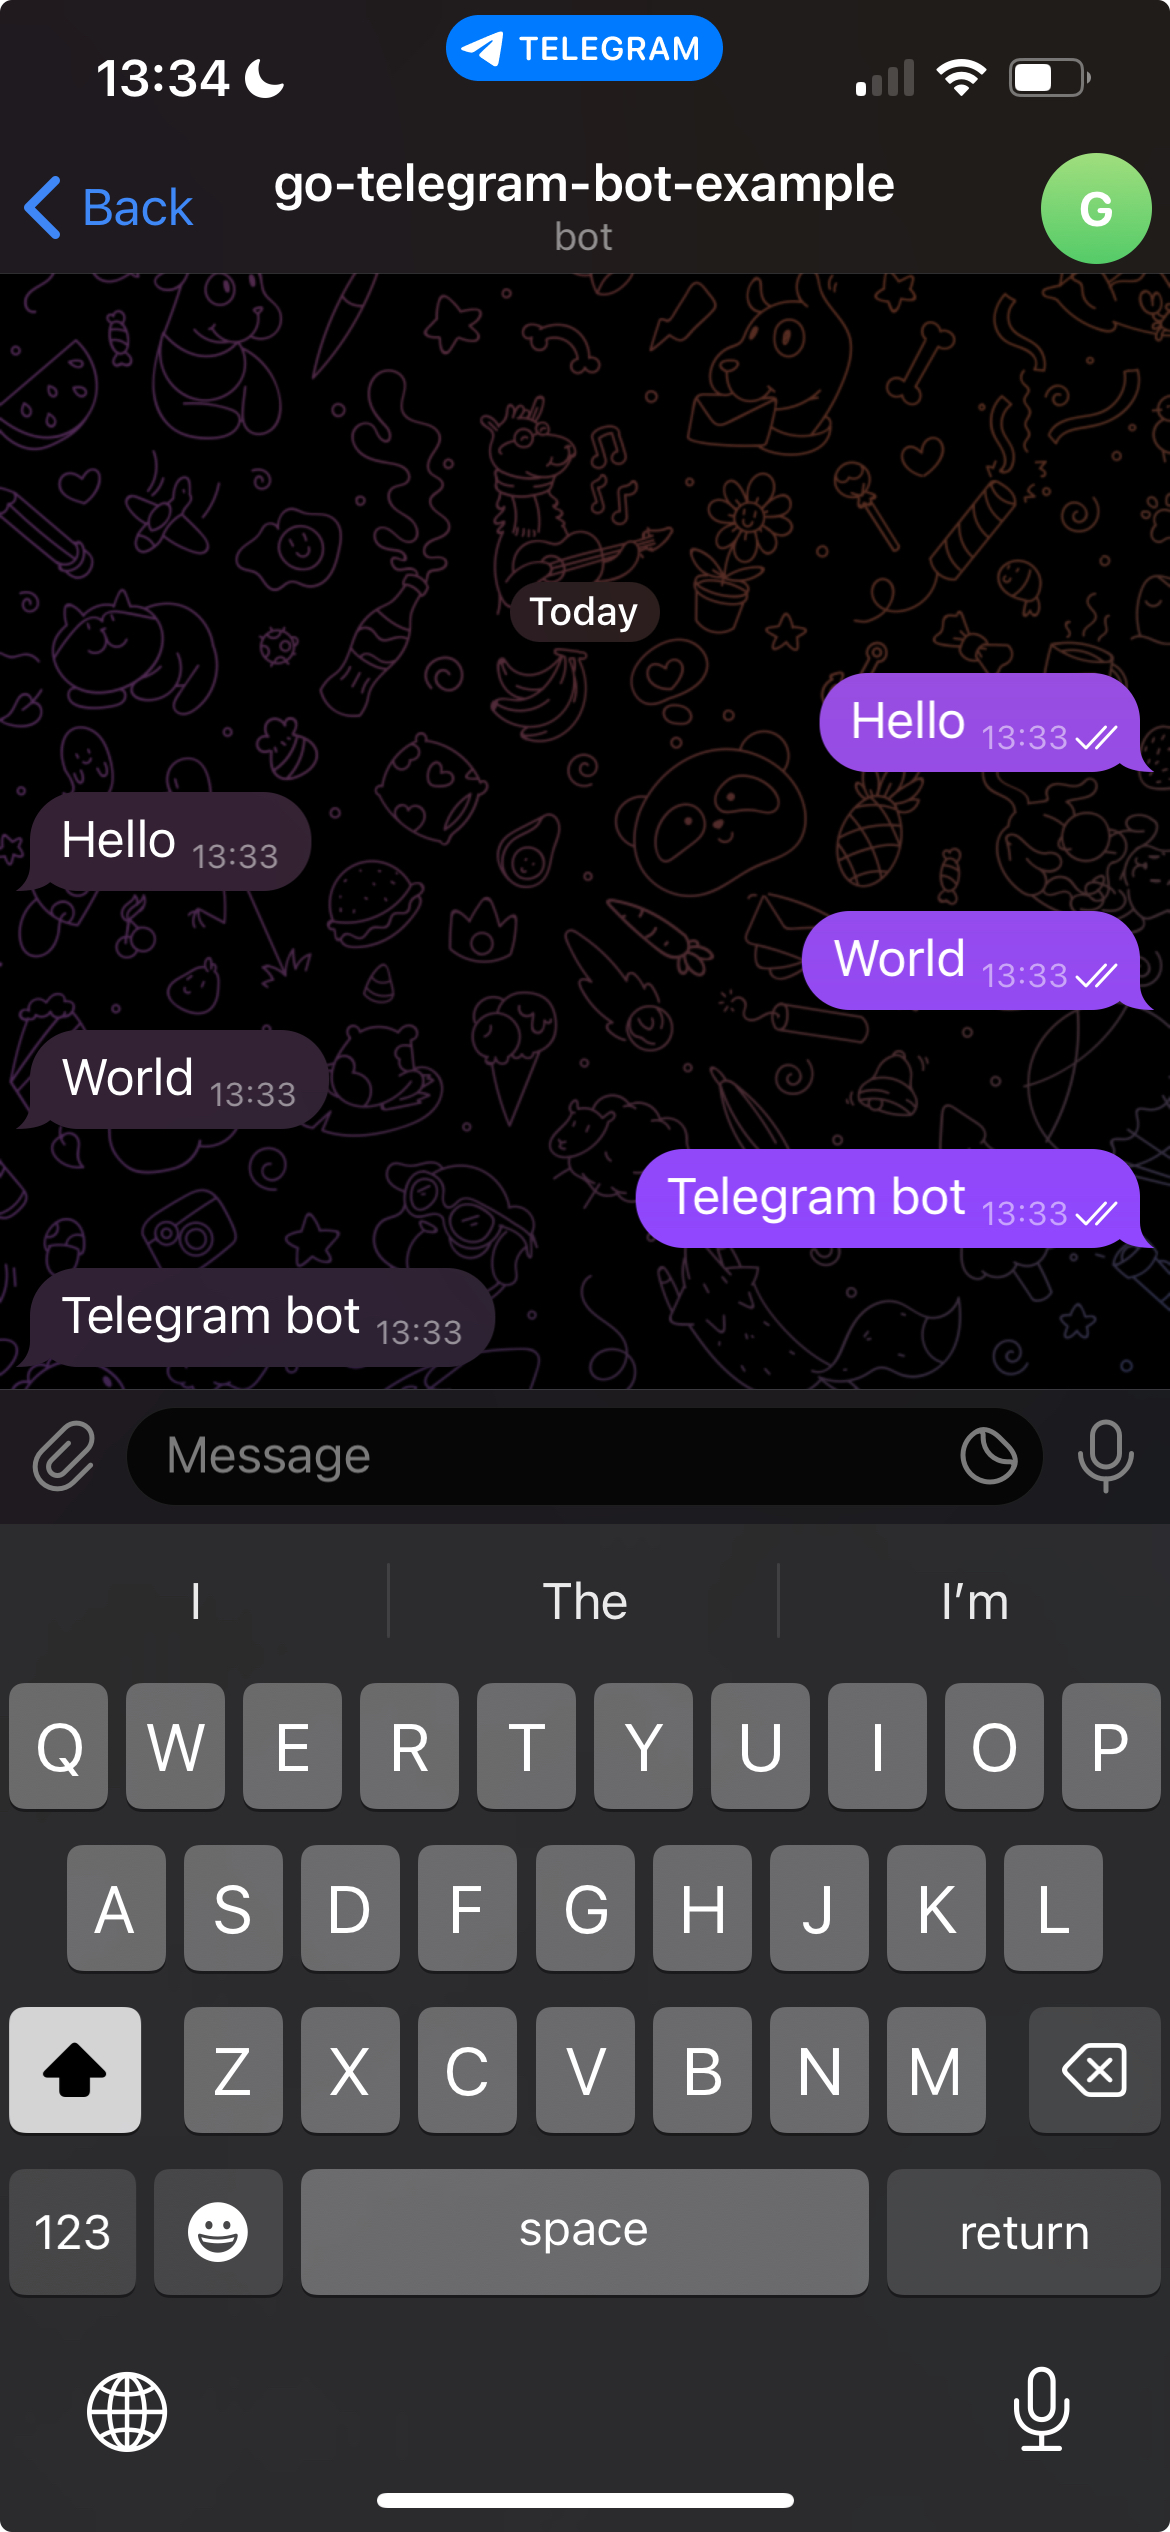 TELEGRAM
13:34
Back
go-telegram-bot-example
bot
G
Today
Hello 13:33
Hello 13:33
World 13:33
World 13:33
Telegram bot 13:33
Telegram bot 13:33
Message
I The I'm
Q W E R T Y U I O P
A S D F G H J K L
Z X C V B N M
123 space return